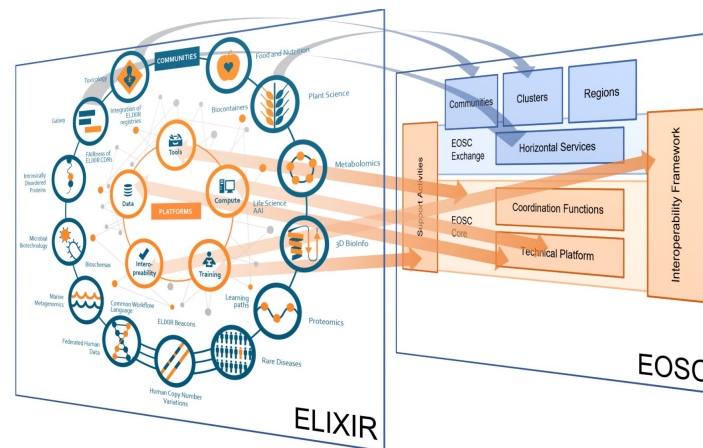 COMMUNITIES
Food and Nutrition
Toxicology
Integration of
ELIXIR
registries
Biocontainers
Plant Science
Galaxy
FAIRness of
ELIXIR CDRs
Tools
Metabolomics
Intrinsically
Disordered
Proteins
Data
Compute
Life Science
AAI
PLATFORMS
Microbial
Biotechnology
Bioschemas
Inter-
preability
Training
3D BioInfo
Marine
Metagenomics
Common Workflow
Language
Learning
paths
ELIXIR Beacons
Proteomics
Federated Human
Data
Rare Diseases
Human Copy Number
Variations
ELIXIR
Communities
Clusters
Regions
EOSC
Exchange
Horizontal Services
Support Activities
EOSC
Core
Coordination Functions
Technical Platform
Interoperability Framework
EOSC